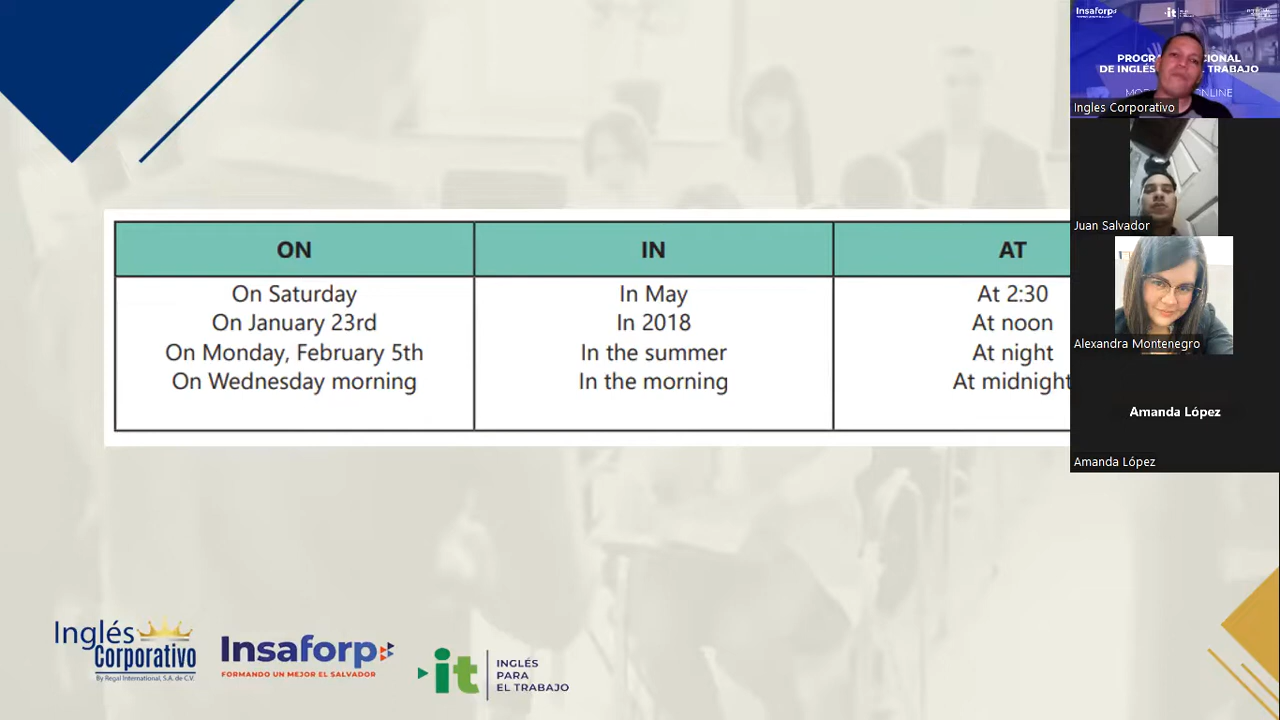 ON
IN
AT
On Saturday
In May
At 2:30
On January 23rd
In 2018
At noon
On Monday, February 5th
In the summer
At night
On Wednesday morning
In the morning
At midnight
Inglés
Corporativo
By Regal International, S.A. de C.V.
Insaforp
FORMANDO UN MEJOR EL SALVADOR
it
INGLÉS
PARA
EL TRABAJO
Insaforp
it
Ingles Corporativo
Juan Salvador
Alexandra Montenegro
Amanda López
Amanda López